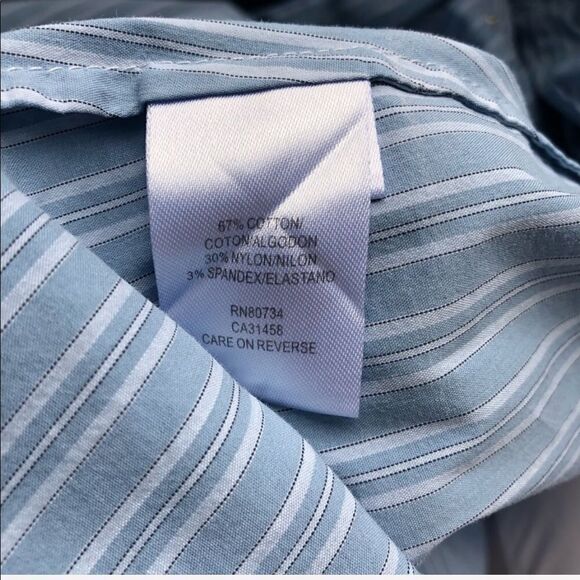 67% COTTON/
COTON/ALGODON
30% NYLON/NILON
3% SPANDEX/ELASTANO
RN80734
CA31458
CARE ON REVERSE